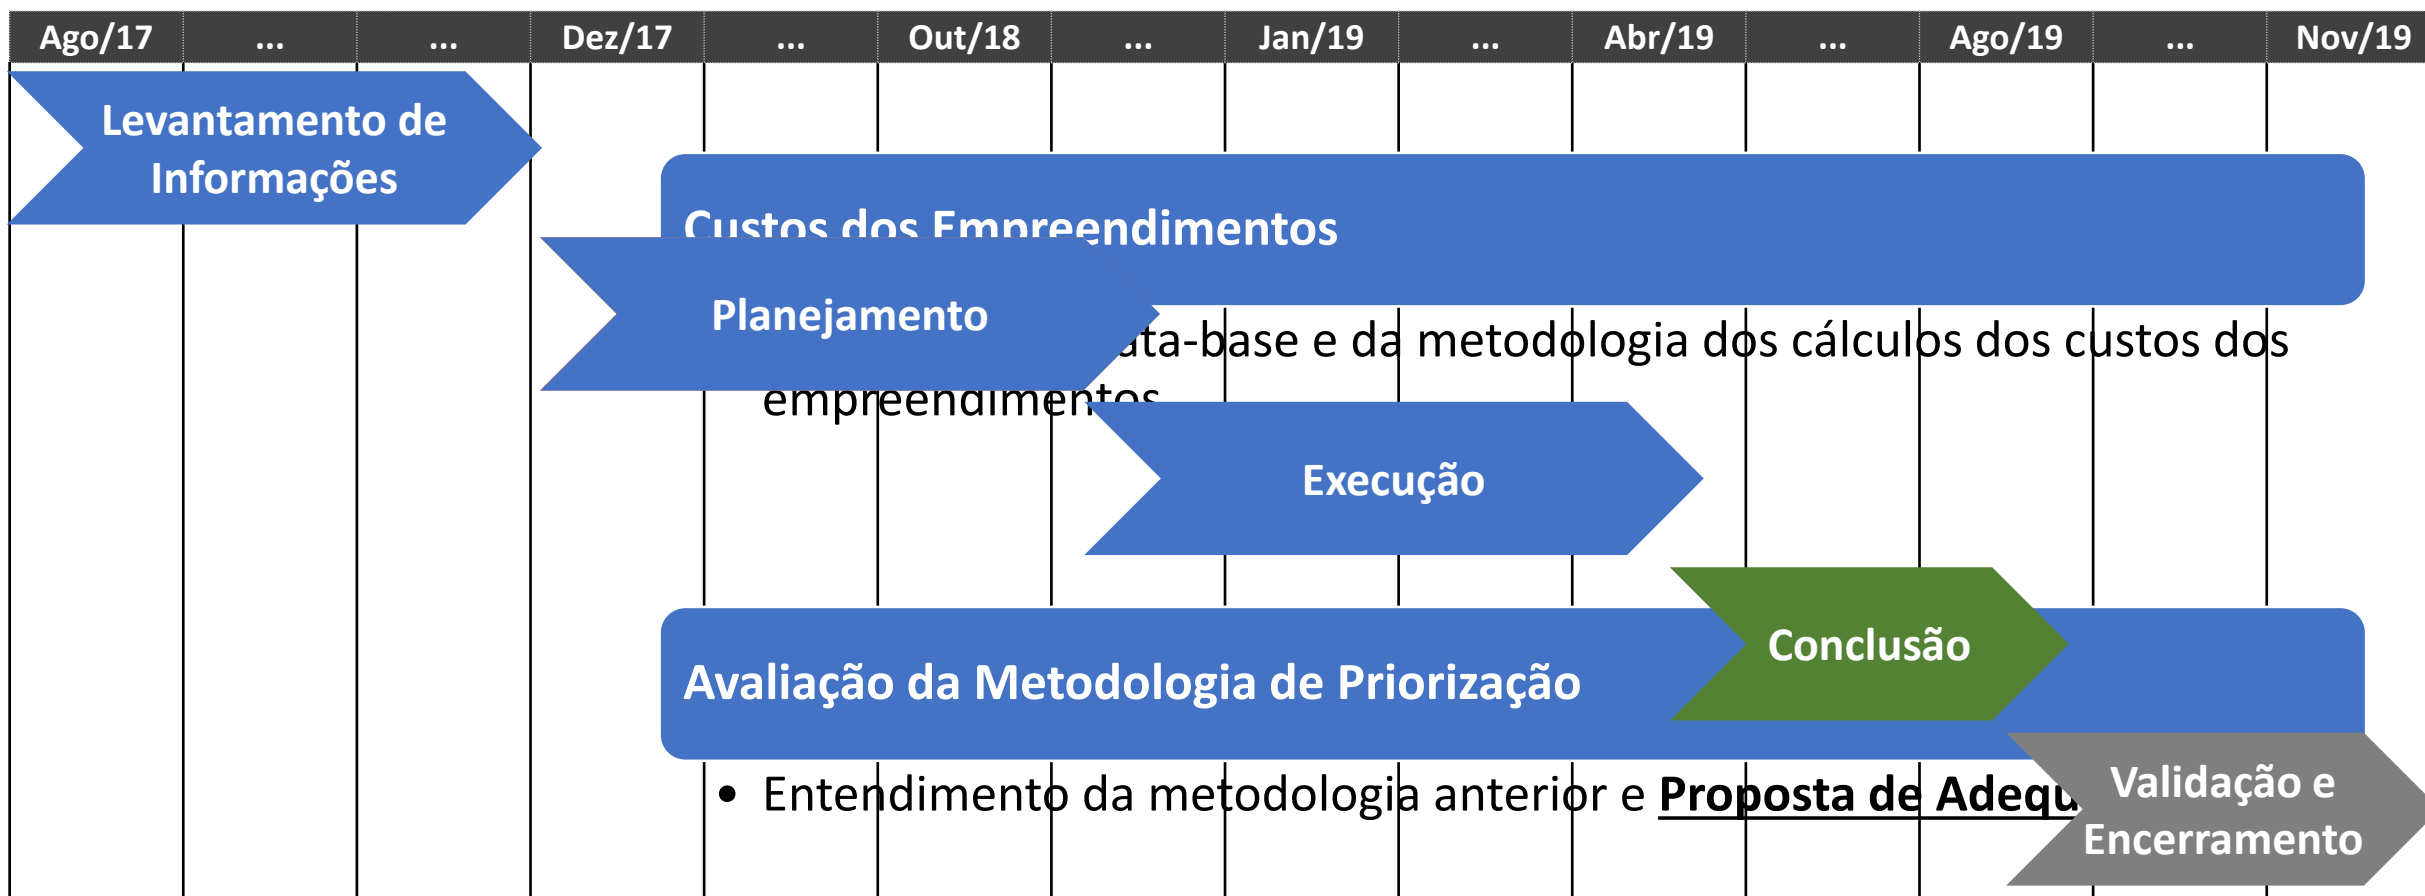 Ago/17 ... ... Dez/17 ... Out/18 ... Jan/19 ... Abr/19 ... Ago/19 ... Nov/19
Levantamento de
Informações
Custos dos Empreendimentos
Planejamento
ta-base e da metodologia dos cálculos dos custos dos
empreendimentos
Execução
Conclusão
Avaliação da Metodologia de Priorização
• Entendimento da metodologia anterior e Proposta de Adequ
Validação e
Encerramento